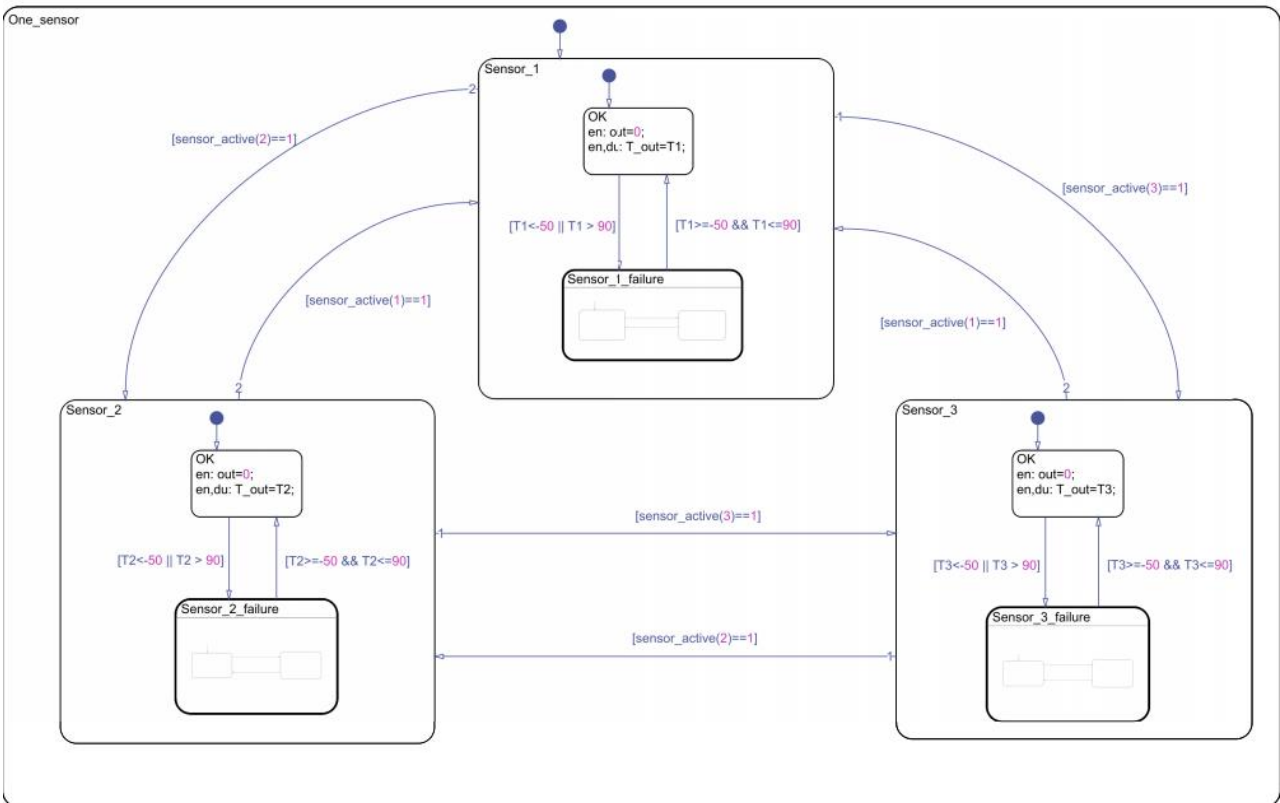 One_sensor
Sensor_1
OK
en: out=0;
en,du: T_out=T1;
[T1<-50 || T1 > 90]
[T1>=-50 && T1<=90]
Sensor_1_failure
2
[sensor_active(2)==1]
1
[sensor_active(3)==1]
[sensor_active(1)==1]
2
[sensor_active(1)==1]
2
Sensor_2
OK
en: out=0;
en,du: T_out=T2;
[T2<-50 || T2 > 90]
[T2>=-50 && T2<=90]
Sensor_2_failure
1
[sensor_active(3)==1]
[sensor_active(2)==1]
1
Sensor_3
OK
en: out=0;
en,du: T_out=T3;
[T3<-50 || T3 > 90]
[T3>=-50 && T3<=90]
Sensor_3_failure